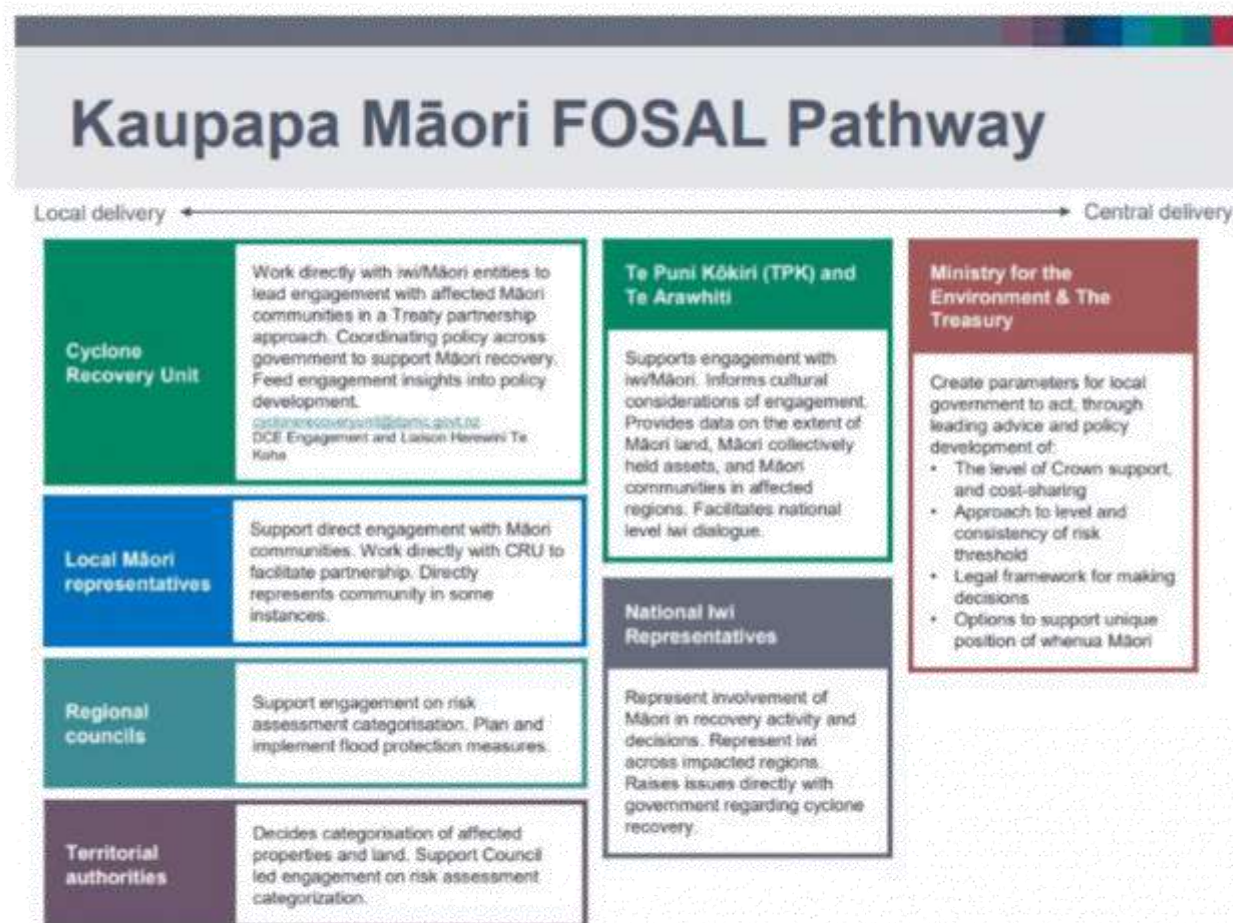 Kaupapa Māori FOSAL Pathway
Local delivery
Central delivery
Cyclone
Recovery Unit
Work directly with iwi/Māori entities to
lead engagement with affected Māori
communities in a Treaty partnership
approach. Coordinating policy across
government to support Māori recovery.
Feed engagement insights into policy
development.
cyclonerecoveryunit@dpmc.govt.nz
DCE Engagement and Liaison Herewini Te
Koha
Local Māori
representatives
Support direct engagement with Māori
communities. Work directly with CRU to
facilitate partnership. Directly
represents community in some
instances.
Regional
councils
Support engagement on risk
assessment categorisation. Plan and
implement flood protection measures.
Territorial
authorities
Decides categorisation of affected
properties and land. Support Council
led engagement on risk assessment
categorization.
Te Puni Kōkiri (TPK) and
Te Arawhiti
Supports engagement with
iwi/Māori. Informs cultural
considerations of engagement.
Provides data on the extent of
Māori land, Māori collectively
held assets, and Māori
communities in affected
regions. Facilitates national
level iwi dialogue.
National Iwi
Representatives
Represent involvement of
Māori in recovery activity and
decisions. Represent iwi
across impacted regions.
Raises issues directly with
government regarding cyclone
recovery.
Ministry for the
Environment & The
Treasury
Create parameters for local
government to act, through
leading advice and policy
development of:
• The level of Crown support,
and cost-sharing
• Approach to level and
consistency of risk
threshold
• Legal framework for making
decisions
• Options to support unique
position of whenua Māori